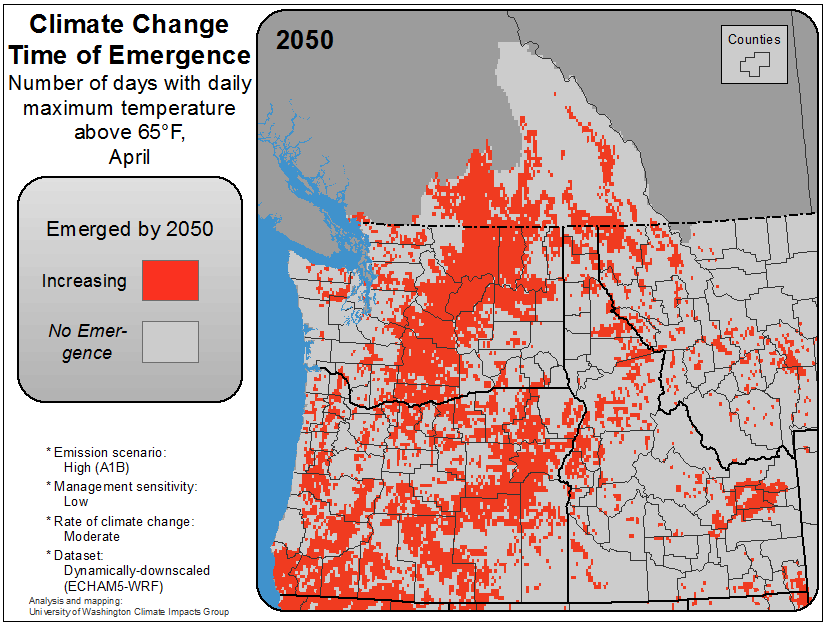 Climate Change
Time of Emergence
Number of days with daily
maximum temperature
above 65°F,
April
Emerged by 2050
Increasing
No Emer-
gence
* Emission scenario:
High (A1B)
* Management sensitivity:
Low
* Rate of climate change:
Moderate
* Dataset:
Dynamically-downscaled
(ECHAM5-WRF)
Analysis and mapping:
University of Washington Climate Impacts Group
2050
Counties